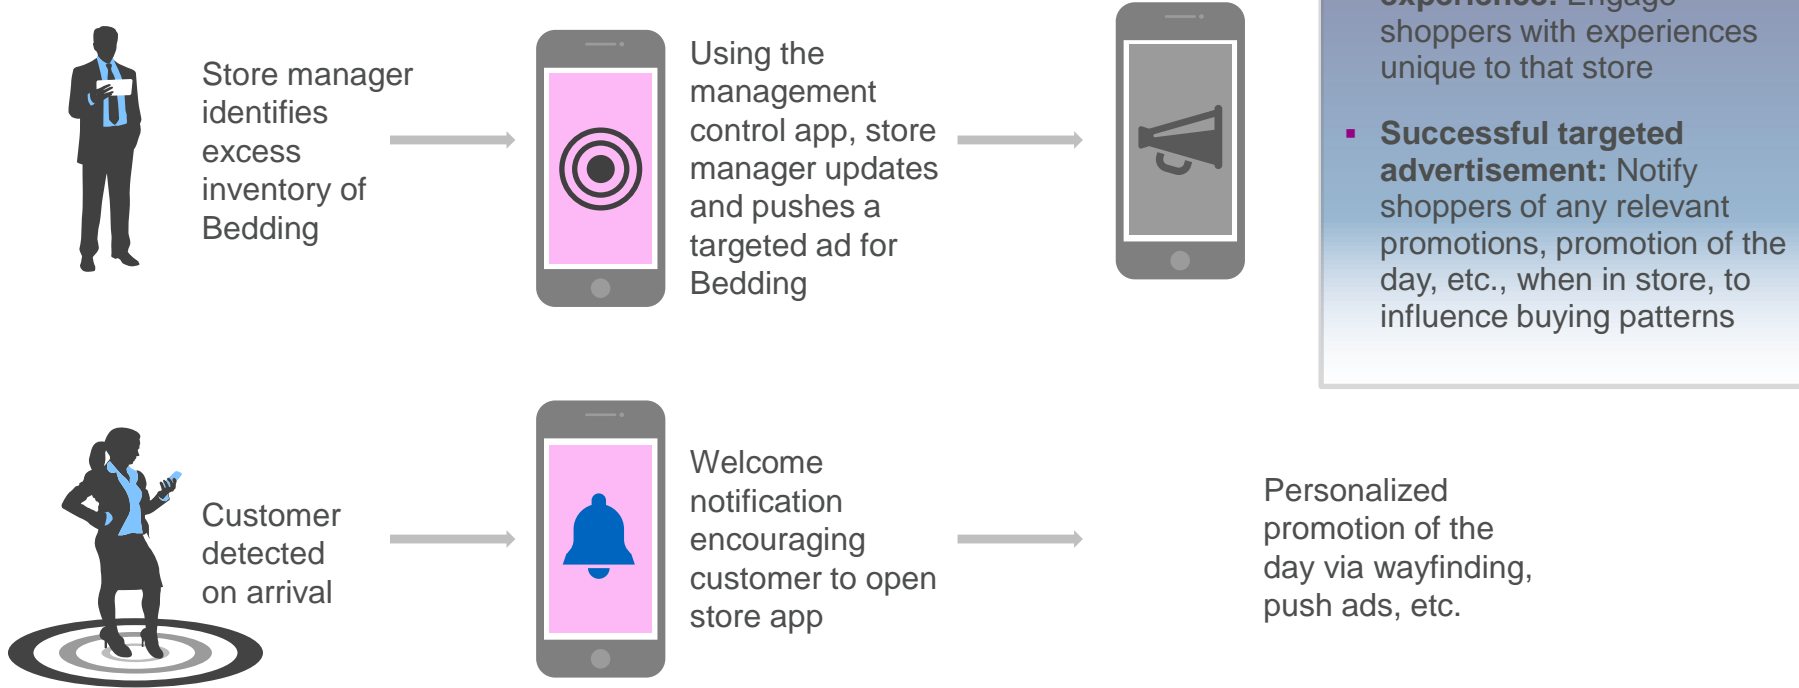 Store manager
identifies
excess
inventory of
Bedding
Using the
management
control app, store
manager updates
and pushes a
targeted ad for
Bedding
experience: Engage
shoppers with experiences
unique to that store
▪ Successful targeted
advertisement: Notify
shoppers of any relevant
promotions, promotion of the
day, etc., when in store, to
influence buying patterns
Customer
detected
on arrival
Welcome
notification
encouraging
customer to open
store app
Personalized
promotion of the
day via wayfinding,
push ads, etc.